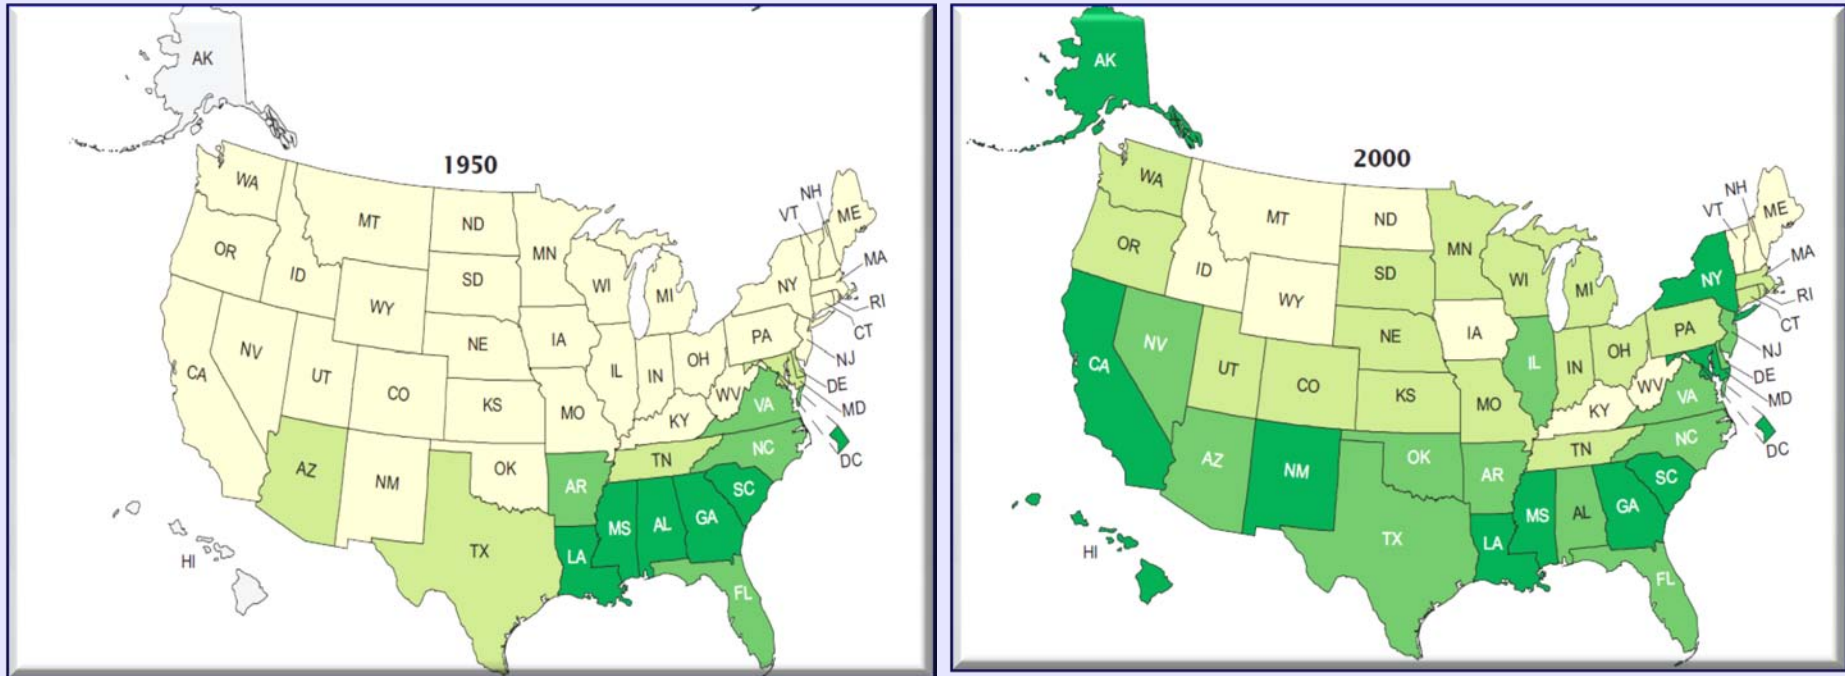 AK
1950
WA
MT
ND
MN
VT
NH
ME
OR
ID
SD
WI
MI
NY
MA
RI
CT
WY
IA
PA
NJ
NV
NE
IL
IN
OH
DE
CA
UT
CO
KS
MO
WV
VA
MD
KY
DC
AZ
NM
OK
AR
TN
NC
SC
TX
LA
MS
AL
GA
HI
FL
AK
2000
WA
MT
ND
MN
VT
NH
ME
OR
ID
SD
WI
MI
NY
MA
RI
CT
WY
IA
PA
NJ
NV
NE
IL
IN
OH
DE
CA
UT
CO
KS
MO
WV
VA
MD
KY
DC
AZ
NM
OK
AR
TN
NC
SC
TX
LA
MS
AL
GA
HI
FL